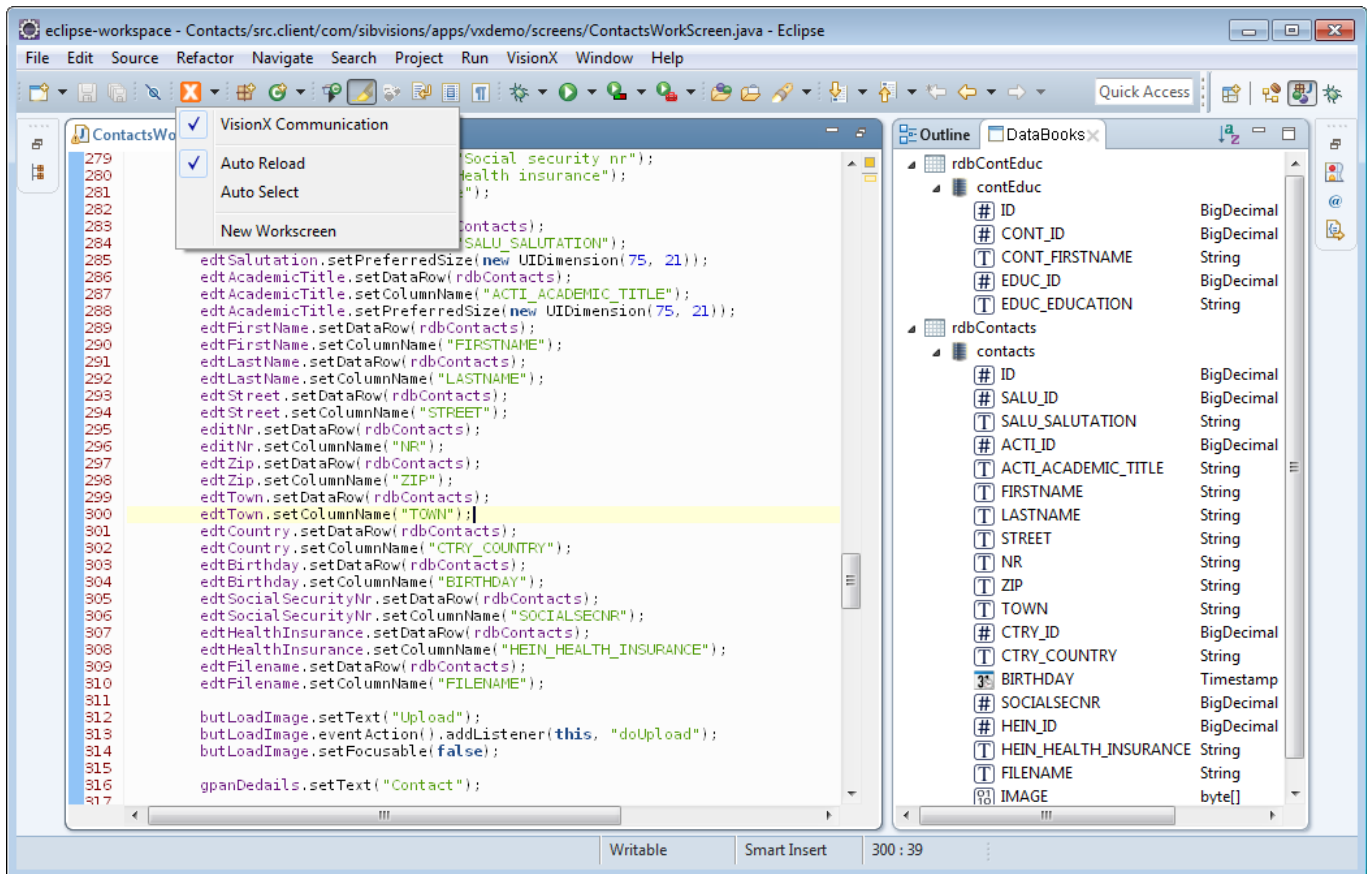 eclipse-workspace - Contacts/src.client/com/sibvisions/apps/vxdemo/screens/ContactsWorkScreen.java - Eclipse
File Edit Source Refactor Navigate Search Project Run VisionX Window Help
Quick Access
ContactsWo
VisionX Communication
Auto Reload
Auto Select
New Workscreen
279 "Social security nr");
280 Health insurance");
281 ");
282
283 Contacts);
284 "SALU_SALUTATION");
285 edtSalutation.setPreferredSize(new UIDimension(75, 21));
286 edtAcademicTitle.setDataRow(rdbContacts);
287 edtAcademicTitle.setColumnName("ACTI_ACADEMIC_TITLE");
288 edtAcademicTitle.setPreferredSize(new UIDimension(75, 21));
289 edtFirstName.setDataRow(rdbContacts);
290 edtFirstName.setColumnName("FIRSTNAME");
291 edtLastName.setDataRow(rdbContacts);
292 edtLastName.setColumnName("LASTNAME");
293 edtStreet.setDataRow(rdbContacts);
294 edtStreet.setColumnName("STREET");
295 editNr.setDataRow(rdbContacts);
296 editNr.setColumnName("NR");
297 edtZip.setDataRow(rdbContacts);
298 edtZip.setColumnName("ZIP");
299 edtTown.setDataRow(rdbContacts);
300 edtTown.setColumnName("TOWN");
301 edtCountry.setDataRow(rdbContacts);
302 edtCountry.setColumnName("CTRY_COUNTRY");
303 edtBirthday.setDataRow(rdbContacts);
304 edtBirthday.setColumnName("BIRTHDAY");
305 edtSocialSecurityNr.setDataRow(rdbContacts);
306 edtSocialSecurityNr.setColumnName("SOCIALSECNR");
307 edtHealthInsurance.setDataRow(rdbContacts);
308 edtHealthInsurance.setColumnName("HEIN_HEALTH_INSURANCE");
309 edtFilename.setDataRow(rdbContacts);
310 edtFilename.setColumnName("FILENAME");
311
312 butLoadImage.setText("Upload");
313 butLoadImage.eventAction().addListener(this, "doUpload");
314 butLoadImage.setFocusable(false);
315
316 gpanDedails.setText("Contact");
317
Outline DataBooks
rdbContEduc
contEduc
# ID BigDecimal
# CONT_ID BigDecimal
T CONT_FIRSTNAME String
# EDUC_ID BigDecimal
T EDUC_EDUCATION String
rdbContacts
contacts
# ID BigDecimal
# SALU_ID BigDecimal
T SALU_SALUTATION String
# ACTI_ID BigDecimal
T ACTI_ACADEMIC_TITLE String
T FIRSTNAME String
T LASTNAME String
T STREET String
T NR String
T ZIP String
T TOWN String
# CTRY_ID BigDecimal
T CTRY_COUNTRY String
BIRTHDAY Timestamp
# SOCIALSECNR BigDecimal
# HEIN_ID BigDecimal
T HEIN_HEALTH_INSURANCE String
T FILENAME String
IMAGE byte[]
Writable Smart Insert 300 : 39